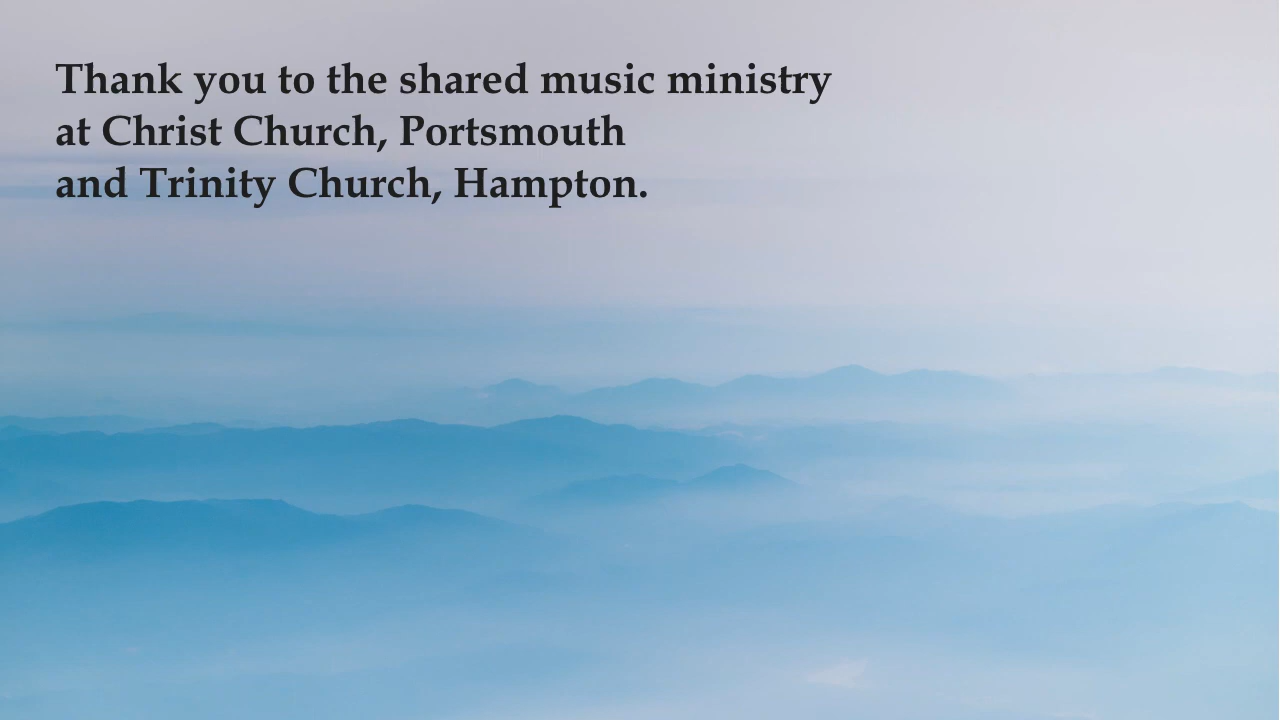 Thank you to the shared music ministry
at Christ Church, Portsmouth
and Trinity Church, Hampton.